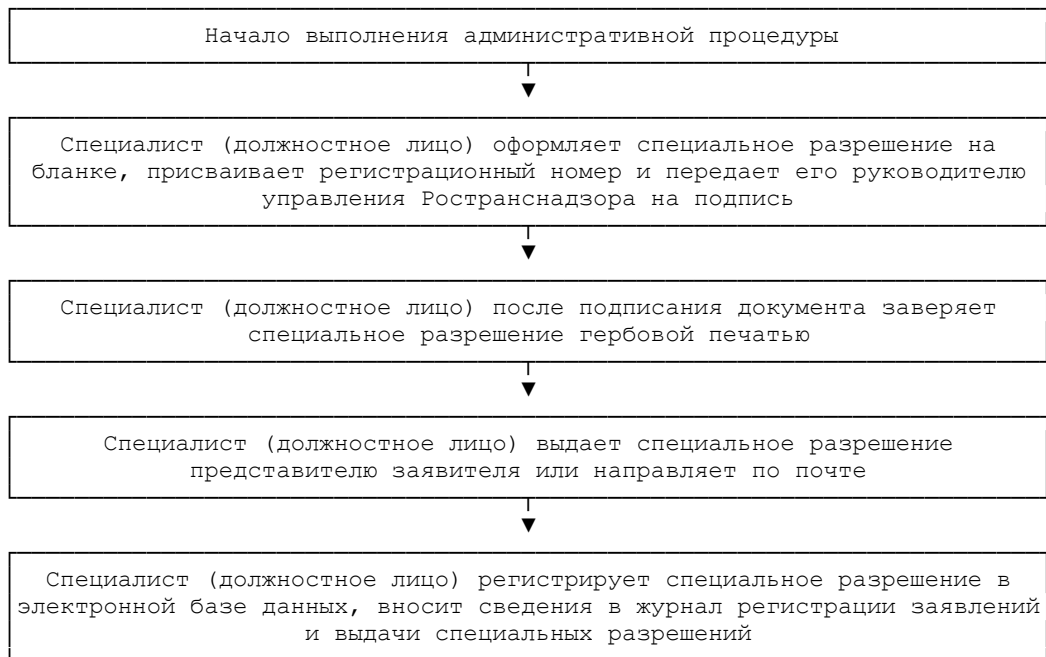 Начало выполнения административной процедуры
Специалист (должностное лицо) оформляет специальное разрешение на
бланке, присваивает регистрационный номер и передает его руководителю
управления Ространснадзора на подпись
Специалист (должностное лицо) после подписания документа заверяет
специальное разрешение гербовой печатью
Специалист (должностное лицо) выдает специальное разрешение
представителю заявителя или направляет по почте
Специалист (должностное лицо) регистрирует специальное разрешение в
электронной базе данных, вносит сведения в журнал регистрации заявлений
и выдачи специальных разрешений